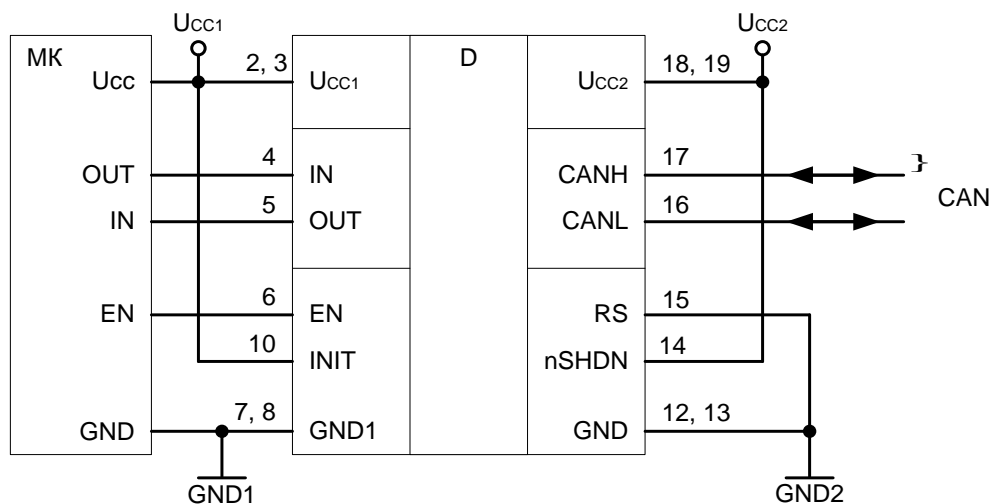 UCC1
UCC2
МК
2, 3
D
18, 19
Ucc
UCC1
UCC2
4
17
}
OUT
IN
CANH
CAN
5
16
IN
OUT
CANL
6
15
EN
EN
RS
10
14
INIT
nSHDN
7, 8
12, 13
GND
GND1
GND
GND1
GND2